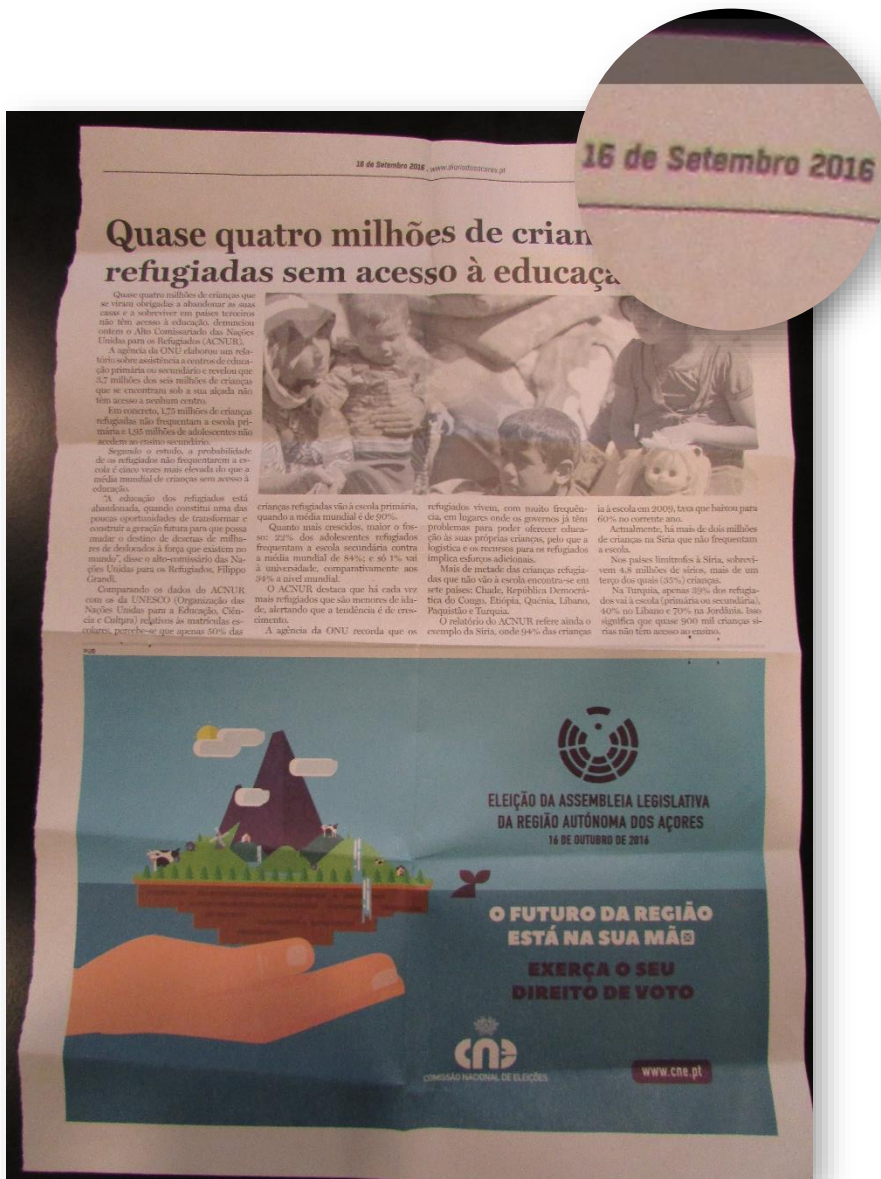 16 de Setembro 2016
16 de Setembro 2016 . www.diariodosacores.pt
Quase quatro milhões de crian
refugiadas sem acesso à educaçã
Quase quatro milhões de crianças que
se viram obrigadas a abandonar as suas
casas e a sobreviver em países terceiros
não têm acesso à educação, denunciou
ontem o Alto Comissariado das Nações
Unidas para os Refugiados (ACNUR).
A agência da ONU elaborou um rela-
tório sobre assistência a centros de educa-
ção primária ou secundário e revelou que
3,7 milhões dos seis milhões de crianças
que se encontram sob a sua alçada não
têm acesso a nenhum centro.
Em concreto, 1,75 milhões de crianças
refugiadas não frequentam a escola pri-
mária e 1,95 milhões de adolescentes não
acedem ao ensino secundário.
Segundo o estudo, a probabilidade
de os refugiados não frequentarem a es-
cola é cinco vezes mais elevada do que a
média mundial de crianças sem acesso à
educação.
"A educação dos refugiados está
abandonada, quando constitui uma das
poucas oportunidades de transformar e
construir a geração futura para que possa
mudar o destino de dezenas de milha-
res de deslocados à força que existem no
mundo", disse o alto-comissário das Na-
ções Unidas para os Refugiados, Filippo
Grandi.
Comparando os dados do ACNUR
com os da UNESCO (Organização das
Nações Unidas para a Educação, Ciên-
cia e Cultura) relativos às matrículas es-
colares, percebe-se que apenas 50% das
crianças refugiadas vão à escola primária,
quando a média mundial é de 90%.
Quanto mais crescidos, maior o fos-
so: 22% dos adolescentes refugiados
frequentam a escola secundária contra
a média mundial de 84%; e só 1% vai
à universidade, comparativamente aos
34% a nível mundial.
O ACNUR destaca que há cada vez
mais refugiados que são menores de ida-
de, alertando que a tendência é de cres-
cimento.
A agência da ONU recorda que os
refugiados vivem, com muito frequên-
cia, em lugares onde os governos já têm
problemas para poder oferecer educa-
ção às suas próprias crianças, pelo que a
logística e os recursos para os refugiados
implica esforços adicionais.
Mais de metade das crianças refugia-
das que não vão à escola encontra-se em
sete países: Chade, República Democrá-
tica do Congo, Etiópia, Quénia, Líbano,
Paquistão e Turquia.
O relatório do ACNUR refere ainda o
exemplo da Síria, onde 94% das crianças
ia à escola em 2009, taxa que baixou para
60% no corrente ano.
Actualmente, há mais de dois milhões
de crianças na Síria que não frequentam
a escola.
Nos países limítrofes à Síria, sobrevi-
vem 4.8 milhões de sírios, mais de um
terço dos quais (35%) crianças.
Na Turquia, apenas 39% dos refugia-
dos vai à escola (primária ou secundária),
40% no Líbano e 70% na Jordânia. Isso
significa que quase 900 mil crianças sí-
rias não têm acesso ao ensino.
PUB
ELEIÇÃO DA ASSEMBLEIA LEGISLATIVA
DA REGIÃO AUTÓNOMA DOS AÇORES
16 DE OUTUBRO DE 2016
O FUTURO DA REGIÃO
ESTÁ NA SUA MÃO
EXERÇA O SEU
DIREITO DE VOTO
cne
COMISSÃO NACIONAL DE ELEIÇÕES
www.cne.pt